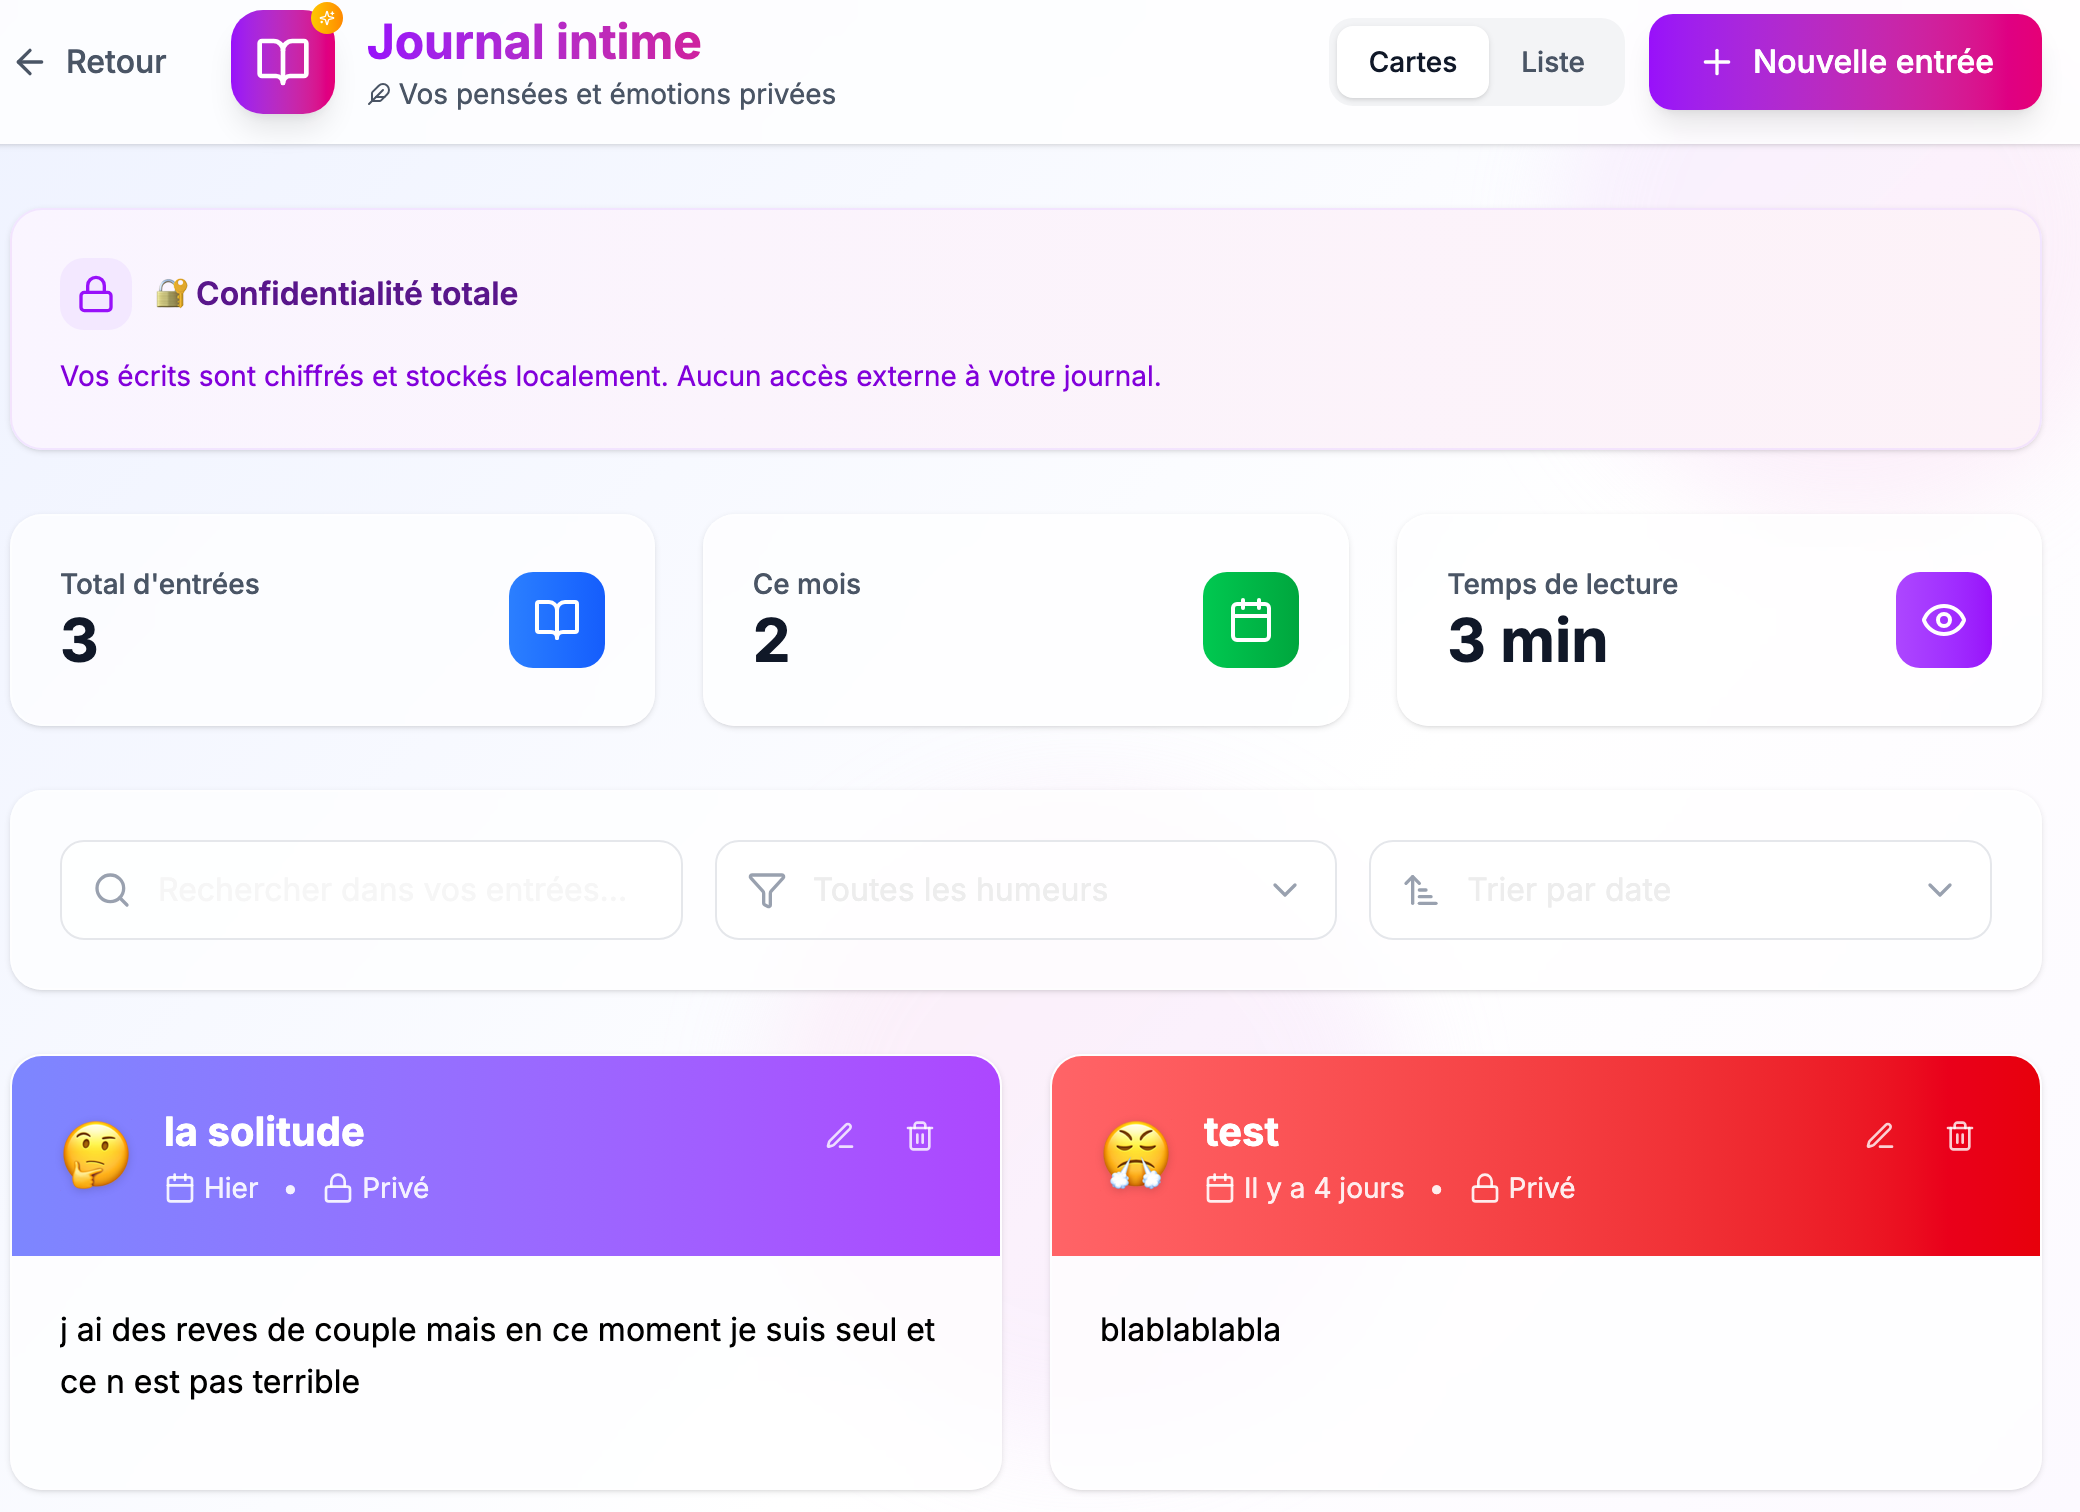 Retour
Journal intime
Vos pensées et émotions privées
Cartes
Liste
Nouvelle entrée
Confidentialité totale
Vos écrits sont chiffrés et stockés localement. Aucun accès externe à votre journal.
Total d'entrées
3
Ce mois
2
Temps de lecture
3 min
Rechercher dans vos entrées...
Toutes les humeurs
Trier par date
la solitude
Hier • Privé
j ai des reves de couple mais en ce moment je suis seul et
ce n est pas terrible
test
Il y a 4 jours • Privé
blablablabla